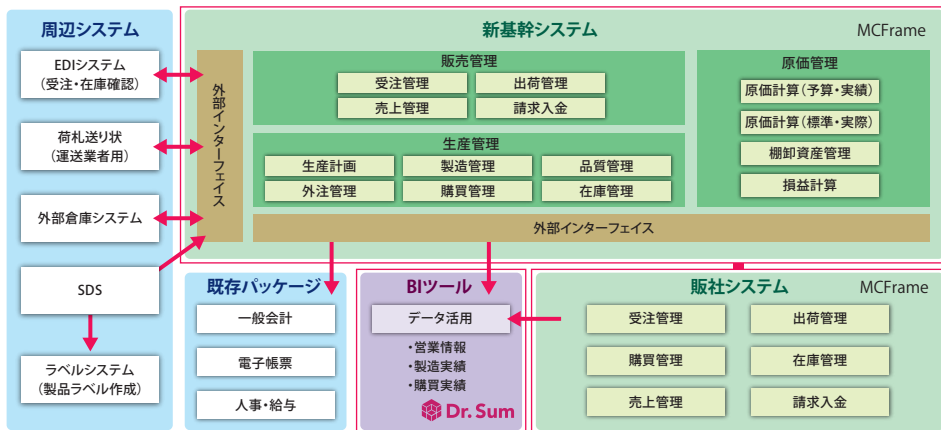 周辺システム
EDIシステム
（受注・在庫確認）
荷札送り状
（運送業者用）
外部倉庫システム
SDS
ラベルシステム
（製品ラベル作成）
新基幹システム
MCFrame
外部インターフェイス
販売管理
受注管理
出荷管理
売上管理
請求入金
生産管理
生産計画
製造管理
品質管理
外注管理
購買管理
在庫管理
原価管理
原価計算（予算・実績）
原価計算（標準・実際）
棚卸資産管理
損益計算
外部インターフェイス
既存パッケージ
一般会計
電子帳票
人事・給与
BIツール
データ活用
・営業情報
・製造実績
・購買実績
Dr.Sum
販社システム
MCFrame
受注管理
出荷管理
購買管理
在庫管理
売上管理
請求入金